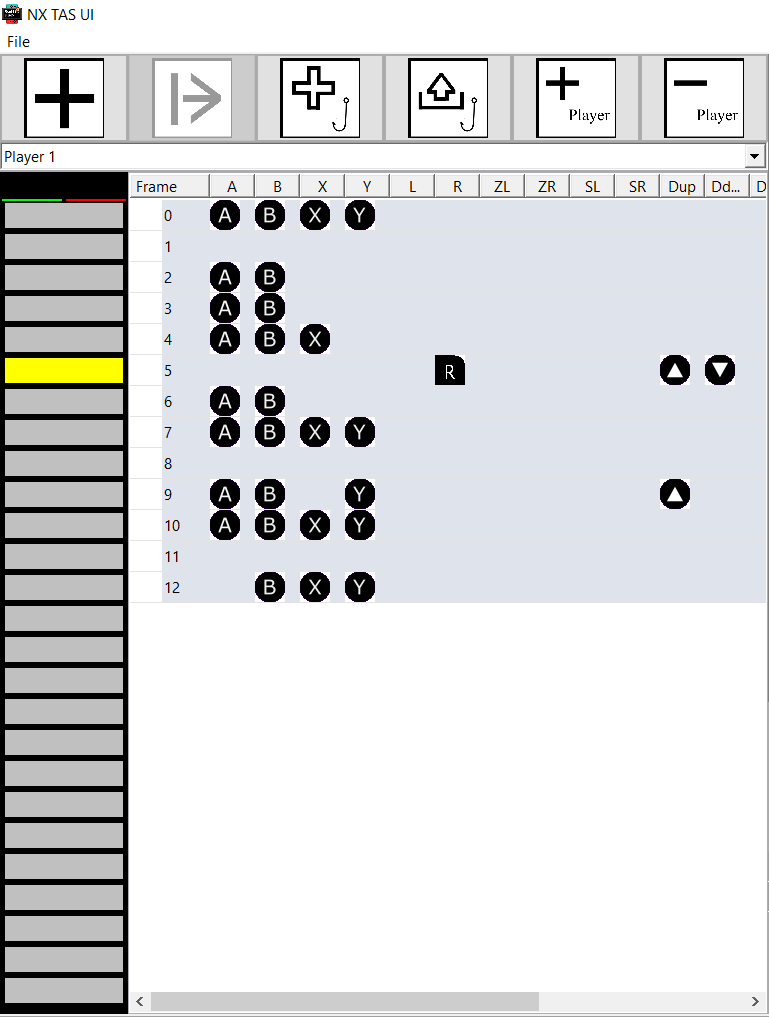 NX TAS UI
File
Player Player
Player 1
Frame A B X Y L R ZL ZR SL SR Dup Dd... D
0 A B X Y
1
2 A B
3 A B
4 A B X
5 R
6 A B
7 A B X Y
8
9 A B Y
10 A B X Y
11
12 B X Y